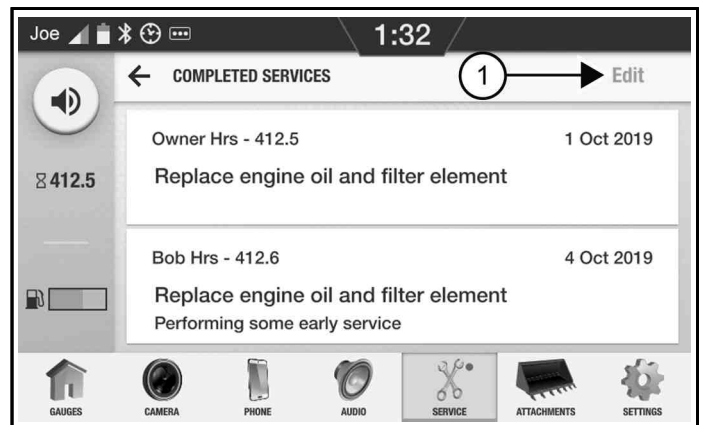 Joe 1:32
COMPLETED SERVICES 1 Edit
Owner Hrs - 412.5 1 Oct 2019
412.5 Replace engine oil and filter element
Bob Hrs - 412.6 4 Oct 2019
Replace engine oil and filter element
Performing some early service
GAUGES CAMERA PHONE AUDIO SERVICE ATTACHMENTS SETTINGS